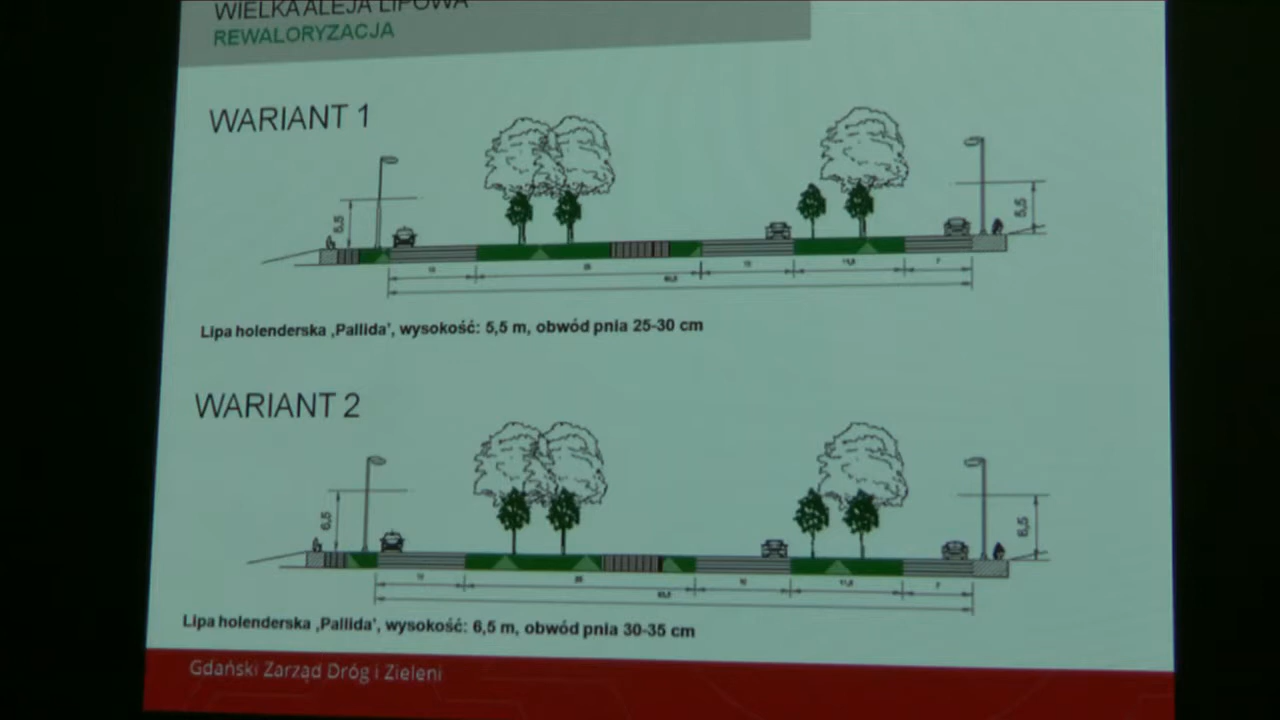 WIELKA ALEJA LIPOWA
REWALORYZACJA
WARIANT 1
5,5
5,5
Lipa holenderska ‚Pallida', wysokość: 5,5 m, obwód pnia 25-30 cm
WARIANT 2
6,5
6,5
Lipa holenderska ‚Pallida', wysokość: 6,5 m, obwód pnia 30-35 cm
Gdański Zarząd Dróg i Zieleni